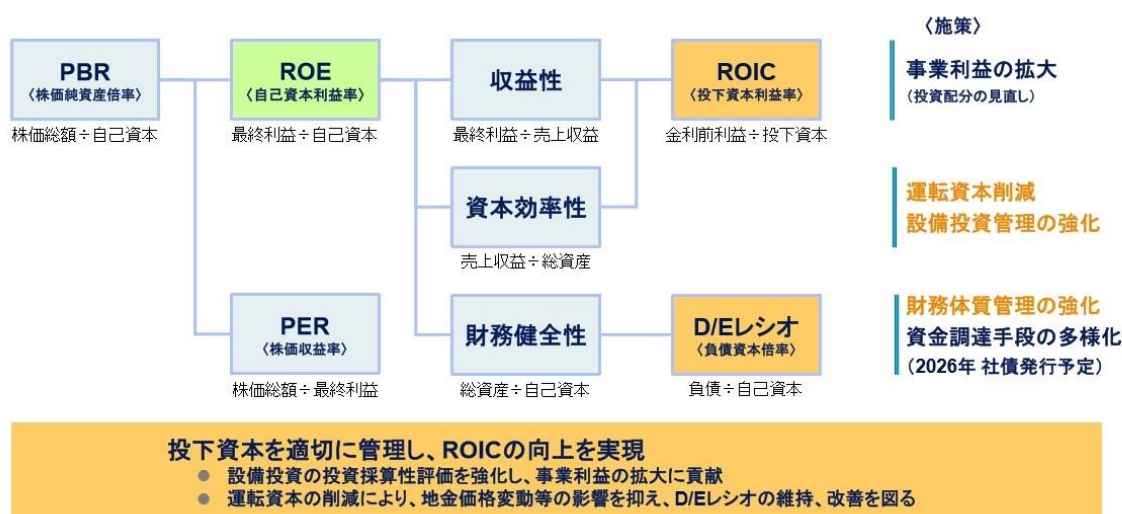 〈施策〉
PBR
〈株価純資産倍率〉
株価総額÷自己資本
ROE
〈自己資本利益率〉
最終利益÷自己資本
収益性
最終利益÷売上収益
ROIC
〈投下資本利益率〉
金利前利益÷投下資本
事業利益の拡大
(投資配分の見直し)
資本効率性
売上収益÷総資産
運転資本削減
設備投資管理の強化
PER
〈株価収益率〉
株価総額÷最終利益
財務健全性
総資産÷自己資本
D/Eレシオ
〈負債資本倍率〉
負債÷自己資本
財務体質管理の強化
資金調達手段の多様化
(2026年 社債発行予定)
投下資本を適切に管理し、ROICの向上を実現
● 設備投資の投資採算性評価を強化し、事業利益の拡大に貢献
● 運転資本の削減により、地金価格変動等の影響を抑え、D/Eレシオの維持、改善を図る